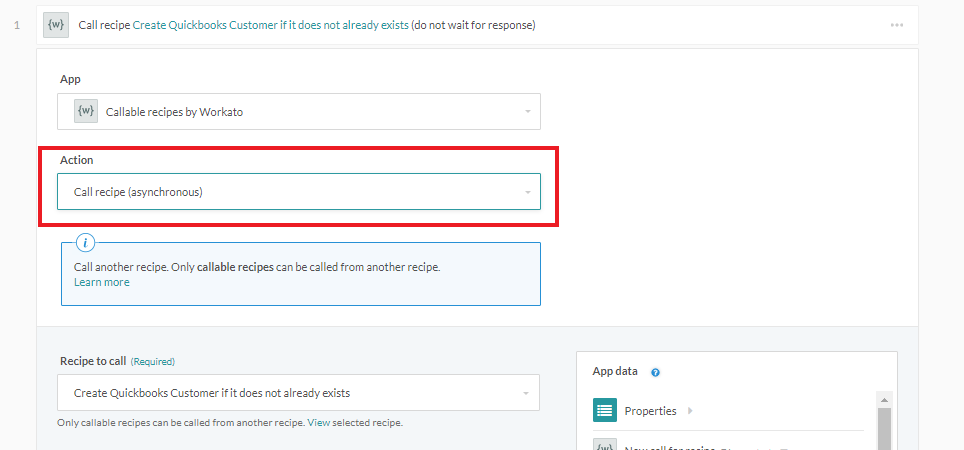 1 {w} Call recipe Create Quickbooks Customer if it does not already exists (do not wait for response)
App
{w} Callable recipes by Workato
Action
Call recipe (asynchronous)
i
Call another recipe. Only callable recipes can be called from another recipe.
Learn more
Recipe to call (Required)
Create Quickbooks Customer if it does not already exists
Only callable recipes can be called from another recipe. View selected recipe.
App data ?
Properties
{w} New call for recipe